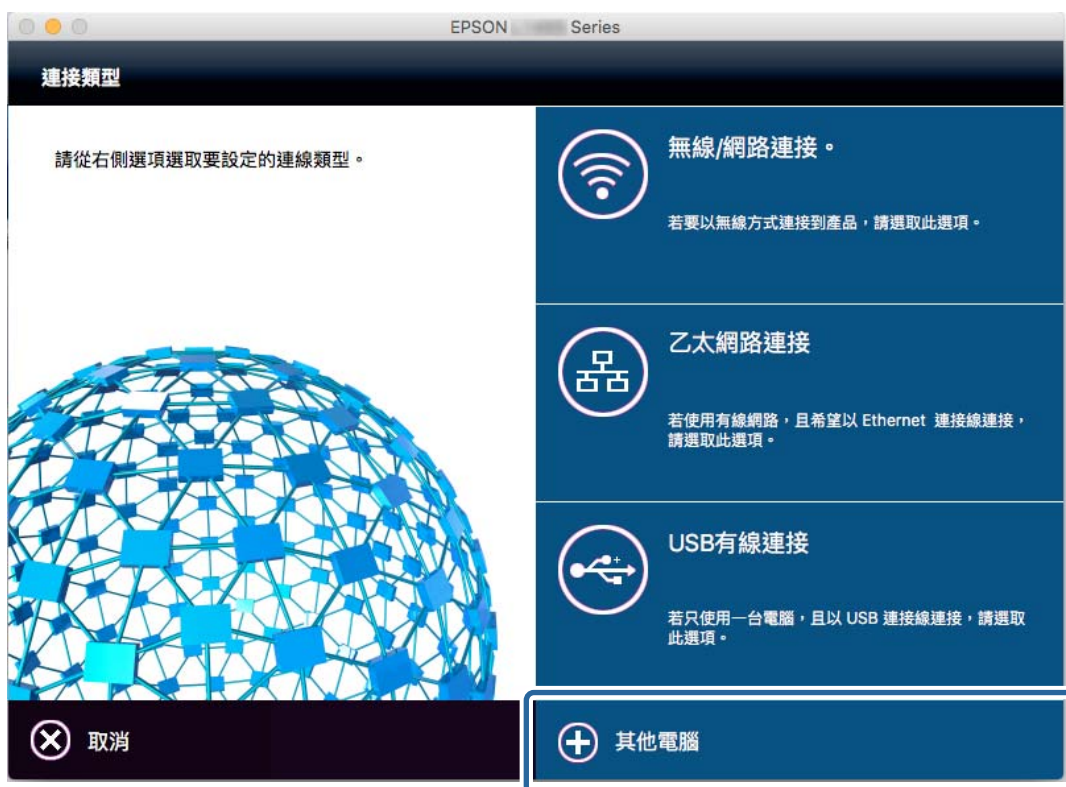 EPSON Series
連接類型
請從右側選項選取要設定的連線類型。
無線/網路連接。
若要以無線方式連接到產品，請選取此選項。
乙太網路連接
若使用有線網路，且希望以 Ethernet 連接線連接，
請選取此選項。
USB有線連接
若只使用一台電腦，且以 USB 連接線連接，請選取
此選項。
取消
其他電腦